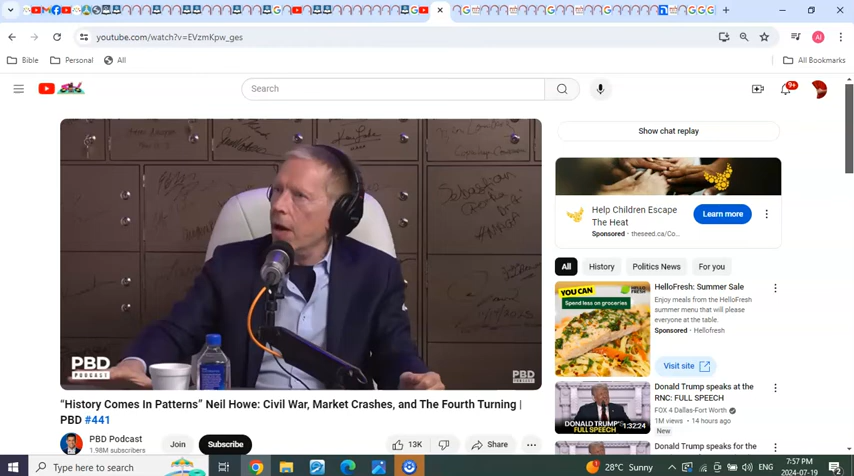 youtube.com/watch?v=EVzmKpw_ges
Bible
Personal
All
All Bookmarks
Search
9+
AI
Show chat replay
Help Children Escape
The Heat
Sponsored · theseed.ca/Co...
Learn more
All
History
Politics News
For you
YOU CAN
Spend less on groceries
HelloFresh: Summer Sale
Enjoy meals from the HelloFresh
summer menu that will please
everyone at the table.
Sponsored · Hellofresh
Visit site
PBD
PODCAST
PBD
PODCAST
“History Comes In Patterns” Neil Howe: Civil War, Market Crashes, and The Fourth Turning |
PBD #441
PBD Podcast
1.98M subscribers
Join
Subscribe
13K
Share
DONALD TRUMP
FULL SPEECH
1:32:24
Donald Trump speaks at the
RNC: FULL SPEECH
FOX 4 Dallas-Fort Worth
1M views · 14 hours ago
New
Donald Trump speaks for the
Type here to search
28°C Sunny
7:57 PM
2024-07-19
2